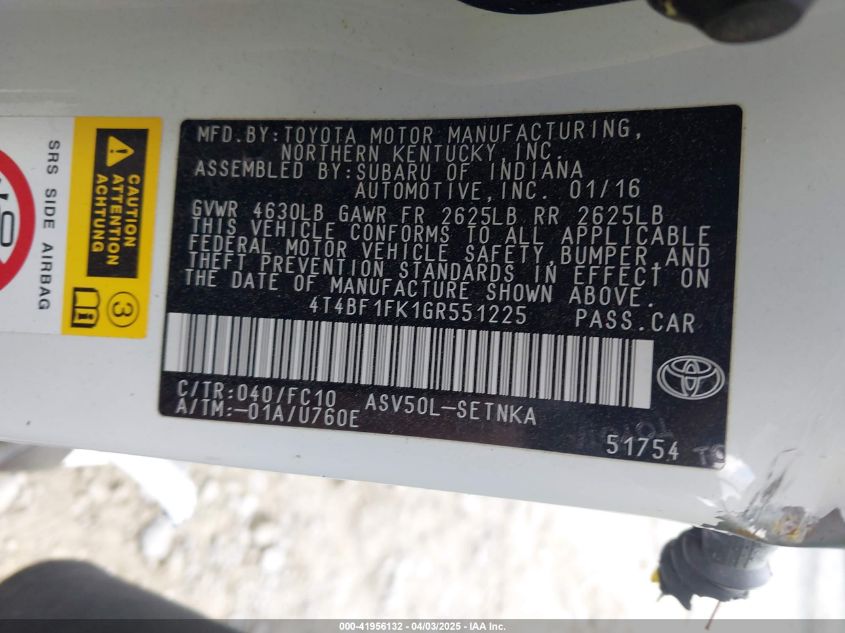 SRS SIDE AIRBAG
CAUTION
ATTENTION
ACHTUNG
3
MFD.BY:TOYOTA MOTOR MANUFACTURING,
NORTHERN KENTUCKY,INC.
ASSEMBLED BY:SUBARU OF INDIANA
AUTOMOTIVE,INC. 01/16
GVWR 4630LB GAWR FR 2625LB RR 2625LB
THIS VEHICLE CONFORMS TO ALL APPLICABLE
FEDERAL MOTOR VEHICLE SAFETY,BUMPER,AND
THEFT PREVENTION STANDARDS IN EFFECT ON
THE DATE OF MANUFACTURE SHOWN ABOVE.
4T4BF1FK1GR551225 PASS.CAR
C/TR:040/FC10 ASV50L-SETNKA
A/TM:-01A/U760E
51754
000-41956132 - 04/03/2025 - IAA Inc.